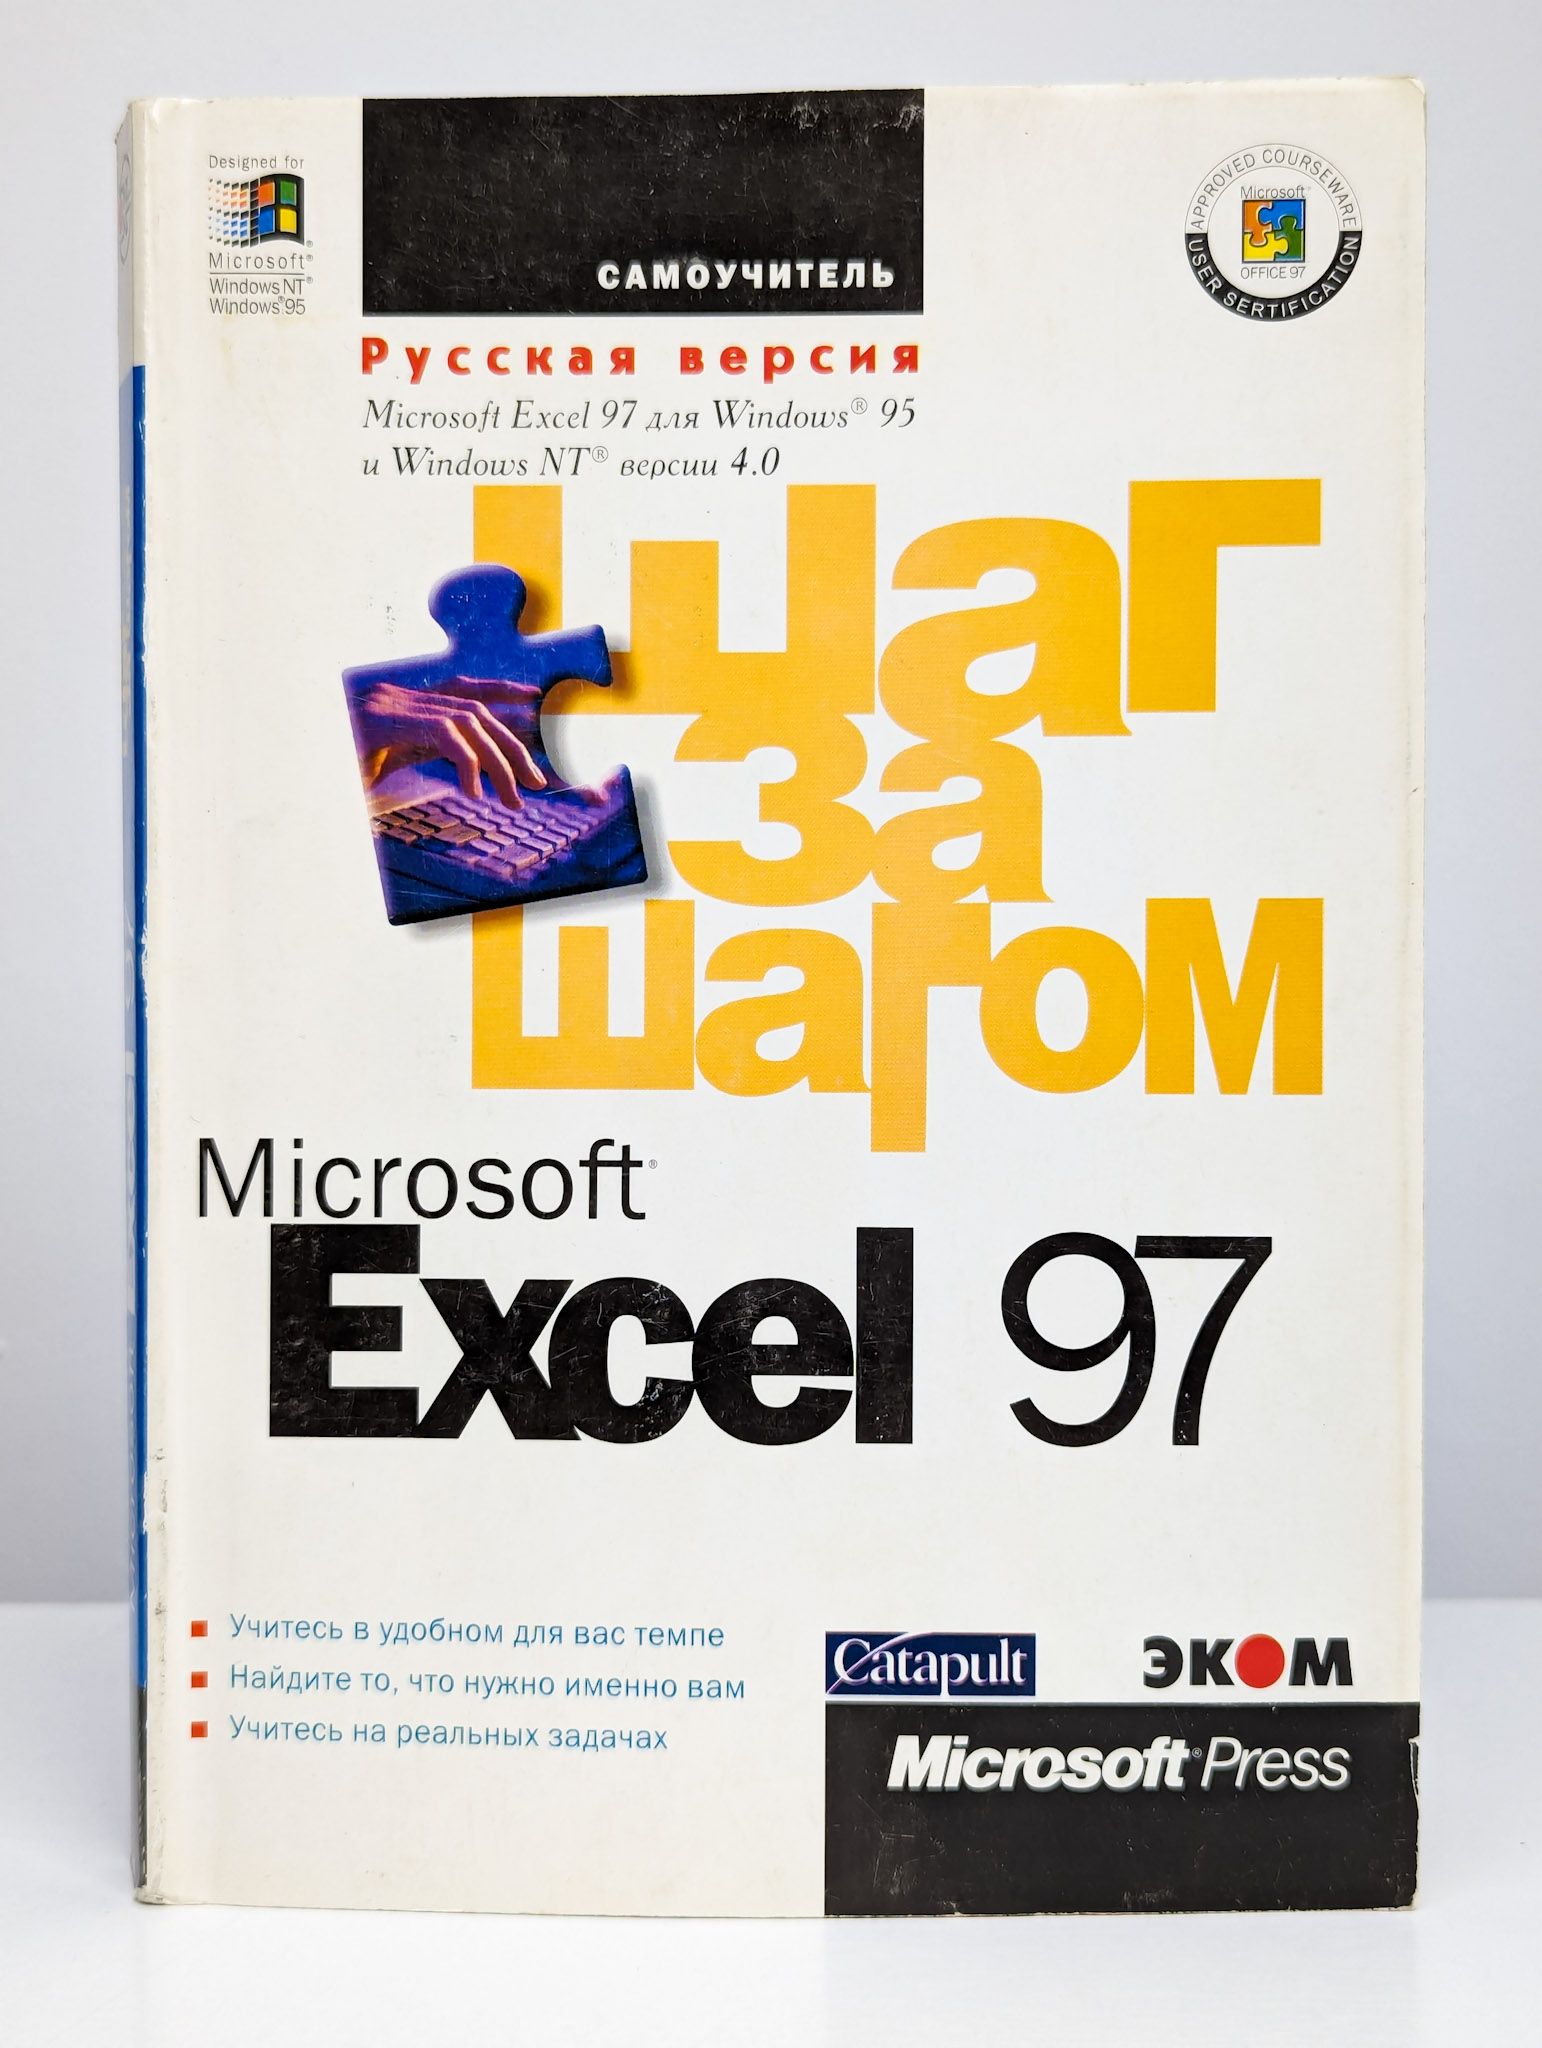 Designed for
Microsoft®
Windows NT®
Windows®95
САМОУЧИТЕЛЬ
APPROVED COURSEWARE
Microsoft®
OFFICE 97
USER SERTIFICATION
Русская версия
Microsoft Excel 97 для Windows® 95
и Windows NT® версии 4.0
Шаг
за
шагом
Microsoft®
Excel 97
Учитесь в удобном для вас темпе
Найдите то, что нужно именно вам
Учитесь на реальных задачах
Catapult
ЭКОМ
Microsoft® Press